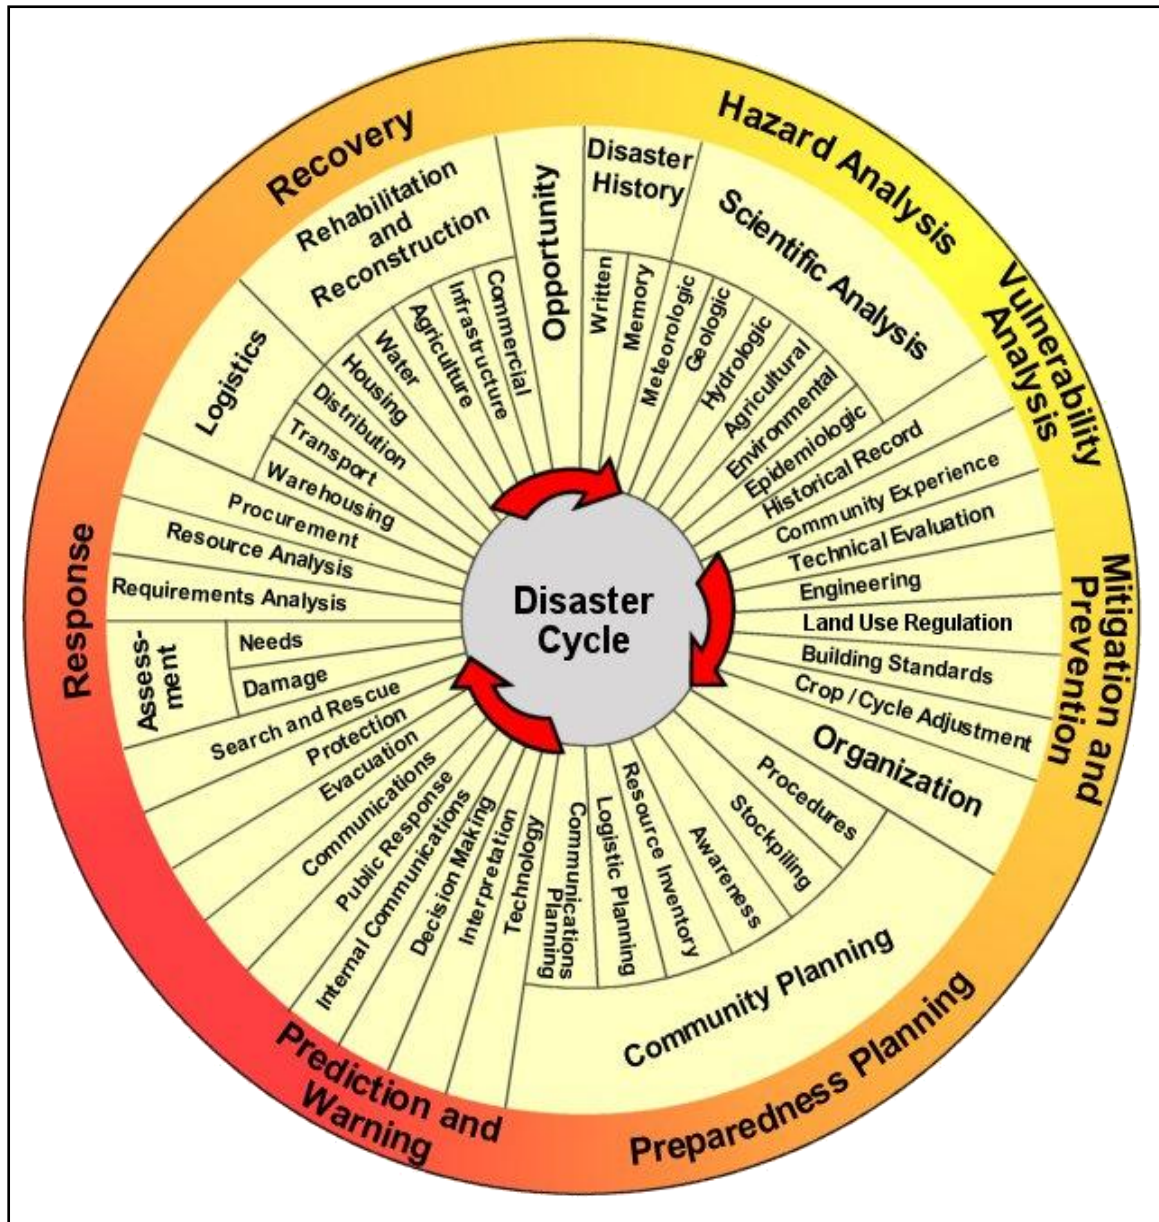 Hazard Analysis
Vulnerability
Analysis
Mitigation and
Prevention
Preparedness Planning
Prediction and
Warning
Response
Recovery
Disaster
History
Written
Memory
Scientific Analysis
Meteorologic
Geologic
Hydrologic
Agricultural
Environmental
Epidemiologic
Historical Record
Community Experience
Technical Evaluation
Engineering
Land Use Regulation
Building Standards
Crop / Cycle Adjustment
Organization
Community Planning
Procedures
Stockpiling
Awareness
Resource Inventory
Logistic Planning
Communications
Planning
Technology
Interpretation
Decision Making
Internal Communications
Public Response
Communications
Evacuation
Protection
Search and Rescue
Assess-
ment
Damage
Needs
Requirements Analysis
Resource Analysis
Procurement
Logistics
Warehousing
Transport
Distribution
Rehabilitation
and
Reconstruction
Housing
Water
Agriculture
Infrastructure
Commercial
Opportunity
Disaster
Cycle